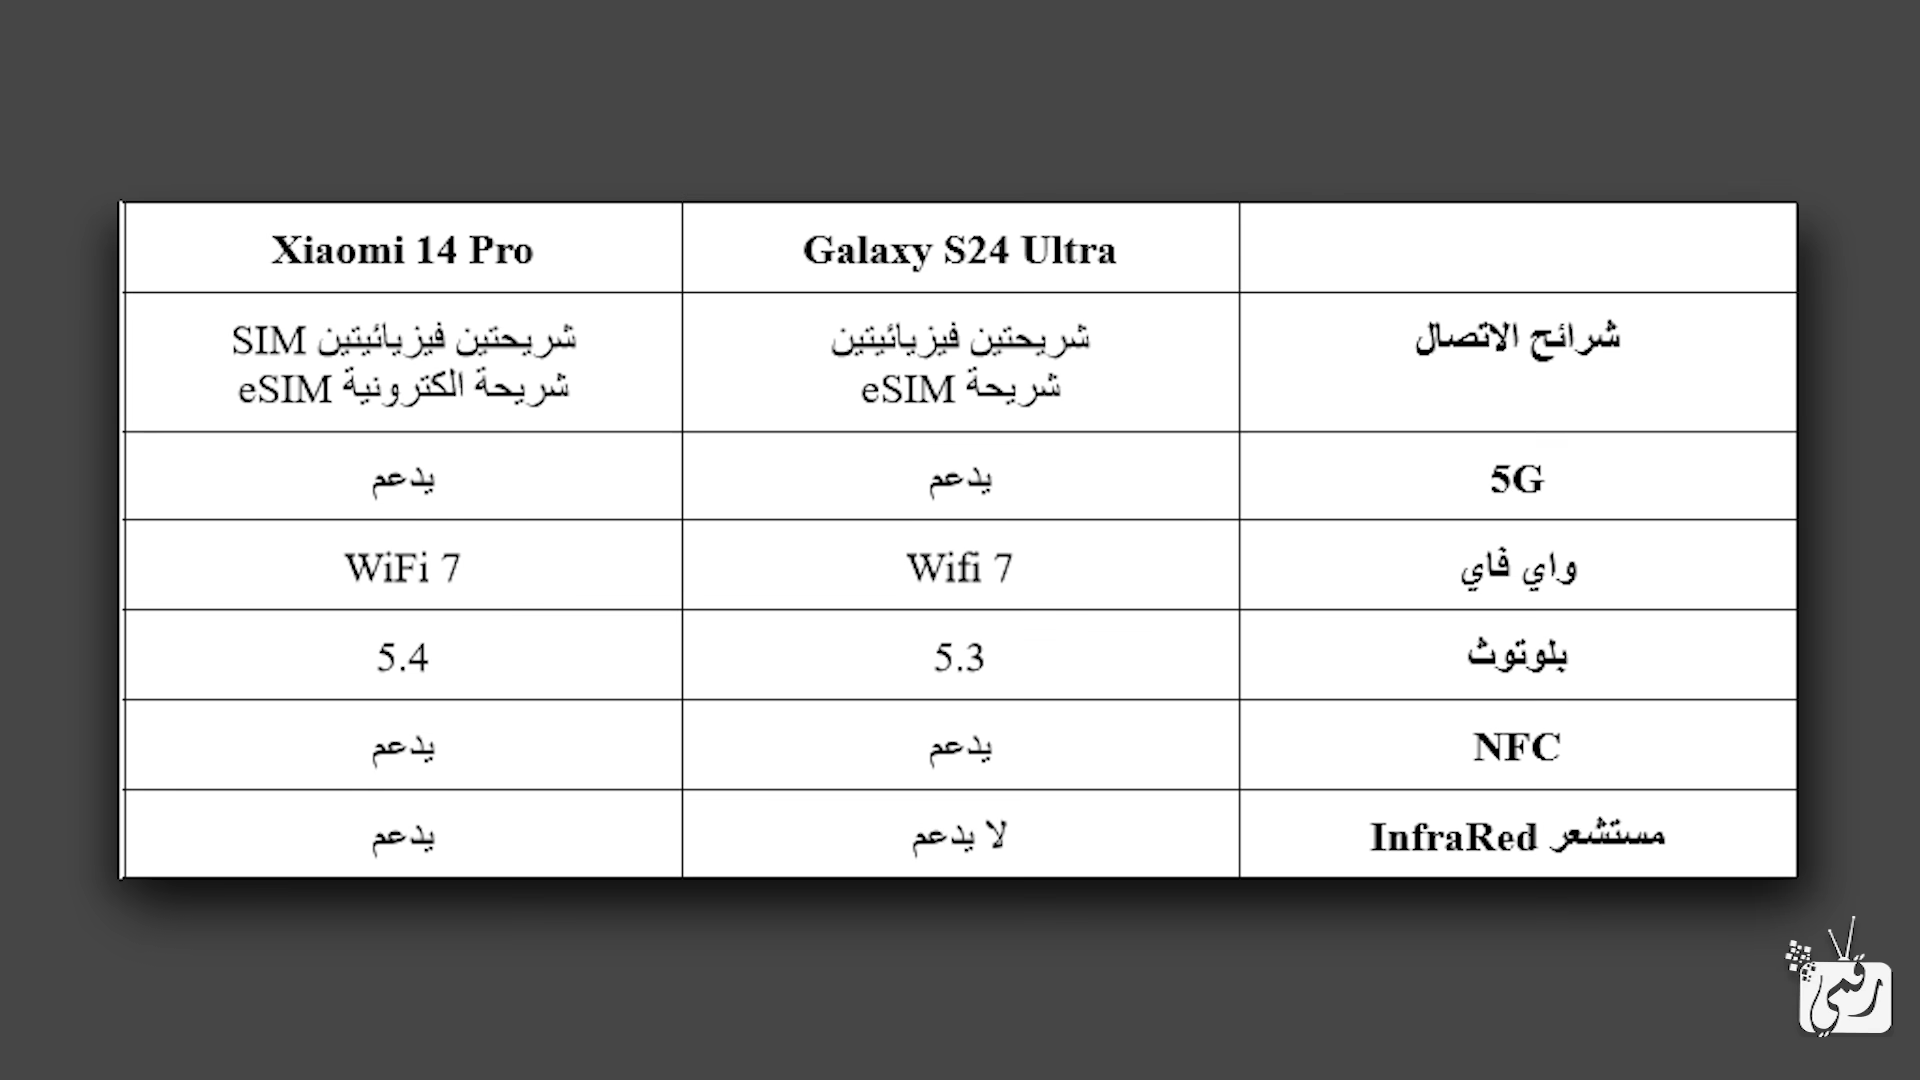 Galaxy S24 Ultra
Xiaomi 14 Pro
شرائح الاتصال
شريحتين فيزيائيتين
شريحة eSIM
شريحتين فيزيائيتين SIM
شريحة الكترونية eSIM
5G
يدعم
يدعم
واي فاي
Wifi 7
WiFi 7
بلوتوث
5.3
5.4
NFC
يدعم
يدعم
مستشعر InfraRed
لا يدعم
يدعم
رقمي